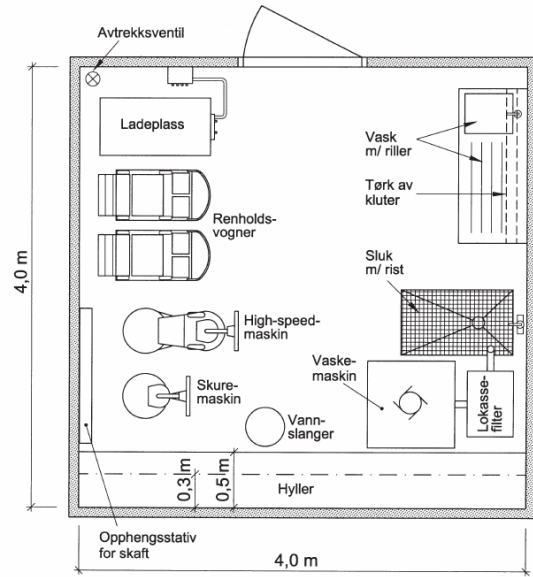 Avtrekksventil
Ladeplass
Vask
m/ riller
Tørk av
kluter
Renholds-
vogner
Sluk
m/ rist
4,0 m
High-speed-
maskin
Vaske-
maskin
Skure-
maskin
Lokasse-
filter
Vann-
slanger
0,3 m
0,5 m
Hyller
Opphengsstativ
for skaft
4,0 m